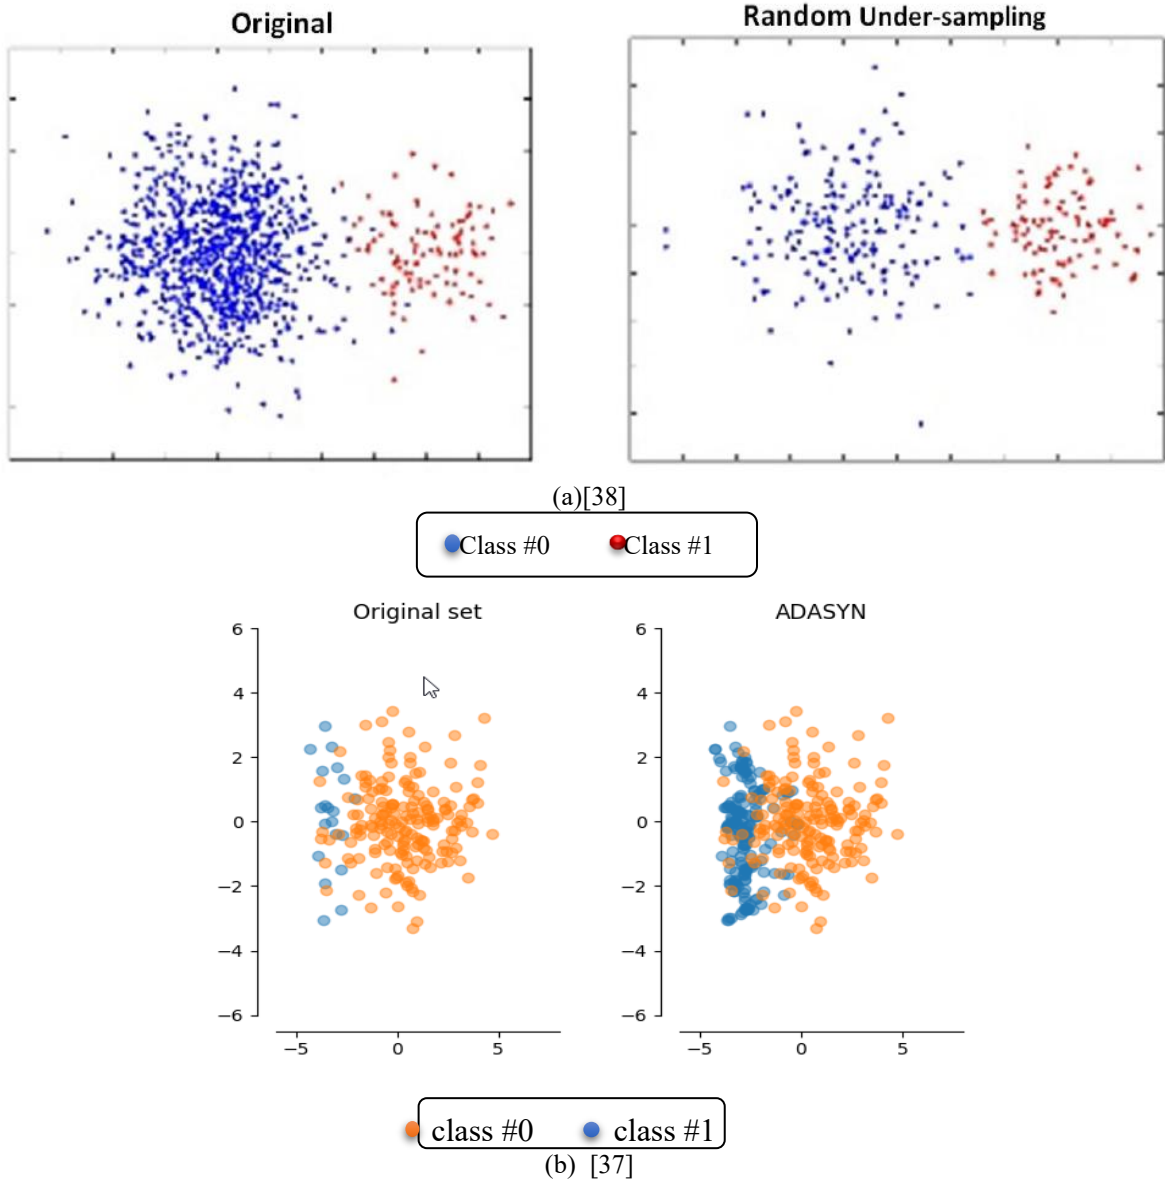 Original
Random Under-sampling
(a)[38]
Class #0 Class #1
Original set
ADASYN
6
4
2
0
−2
−4
−6
−5 0 5
6
4
2
0
−2
−4
−6
−5 0 5
class #0 class #1
(b) [37]